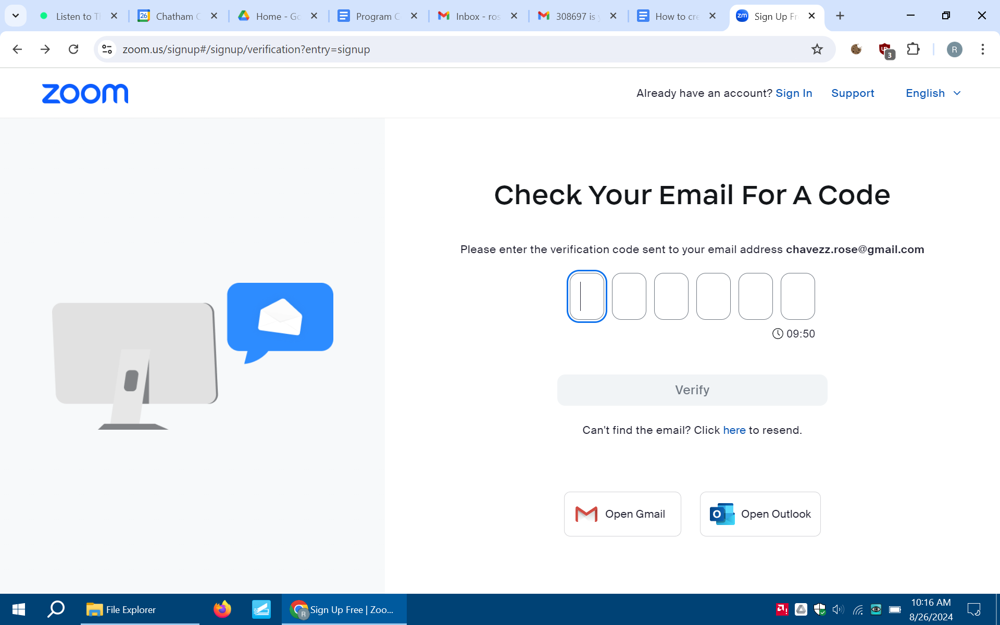 Listen to Th
26
Chatham C
Home - Go
Program C
Inbox - ros
308697 is y
How to cre
zm
Sign Up Fr
zoom.us/signup#/signup/verification?entry=signup
3
R
zoom
Already have an account? Sign In
Support
English
Check Your Email For A Code
Please enter the verification code sent to your email address chavezz.rose@gmail.com
09:50
Verify
Can't find the email? Click here to resend.
Open Gmail
O
Open Outlook
File Explorer
R
Sign Up Free | Zoo...
10:16 AM
8/26/2024